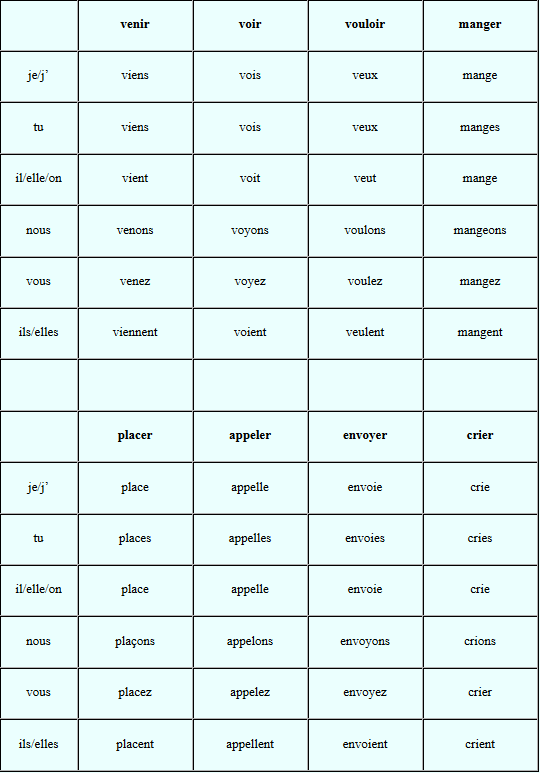 venir voir vouloir manger
je/j’ viens vois veux mange
tu viens vois veux manges
il/elle/on vient voit veut mange
nous venons voyons voulons mangeons
vous venez voyez voulez mangez
ils/elles viennent voient veulent mangent
placer appeler envoyer crier
je/j’ place appelle envoie crie
tu places appelles envoies cries
il/elle/on place appelle envoie crie
nous plaçons appelons envoyons crions
vous placez appelez envoyez crier
ils/elles placent appellent envoient crient